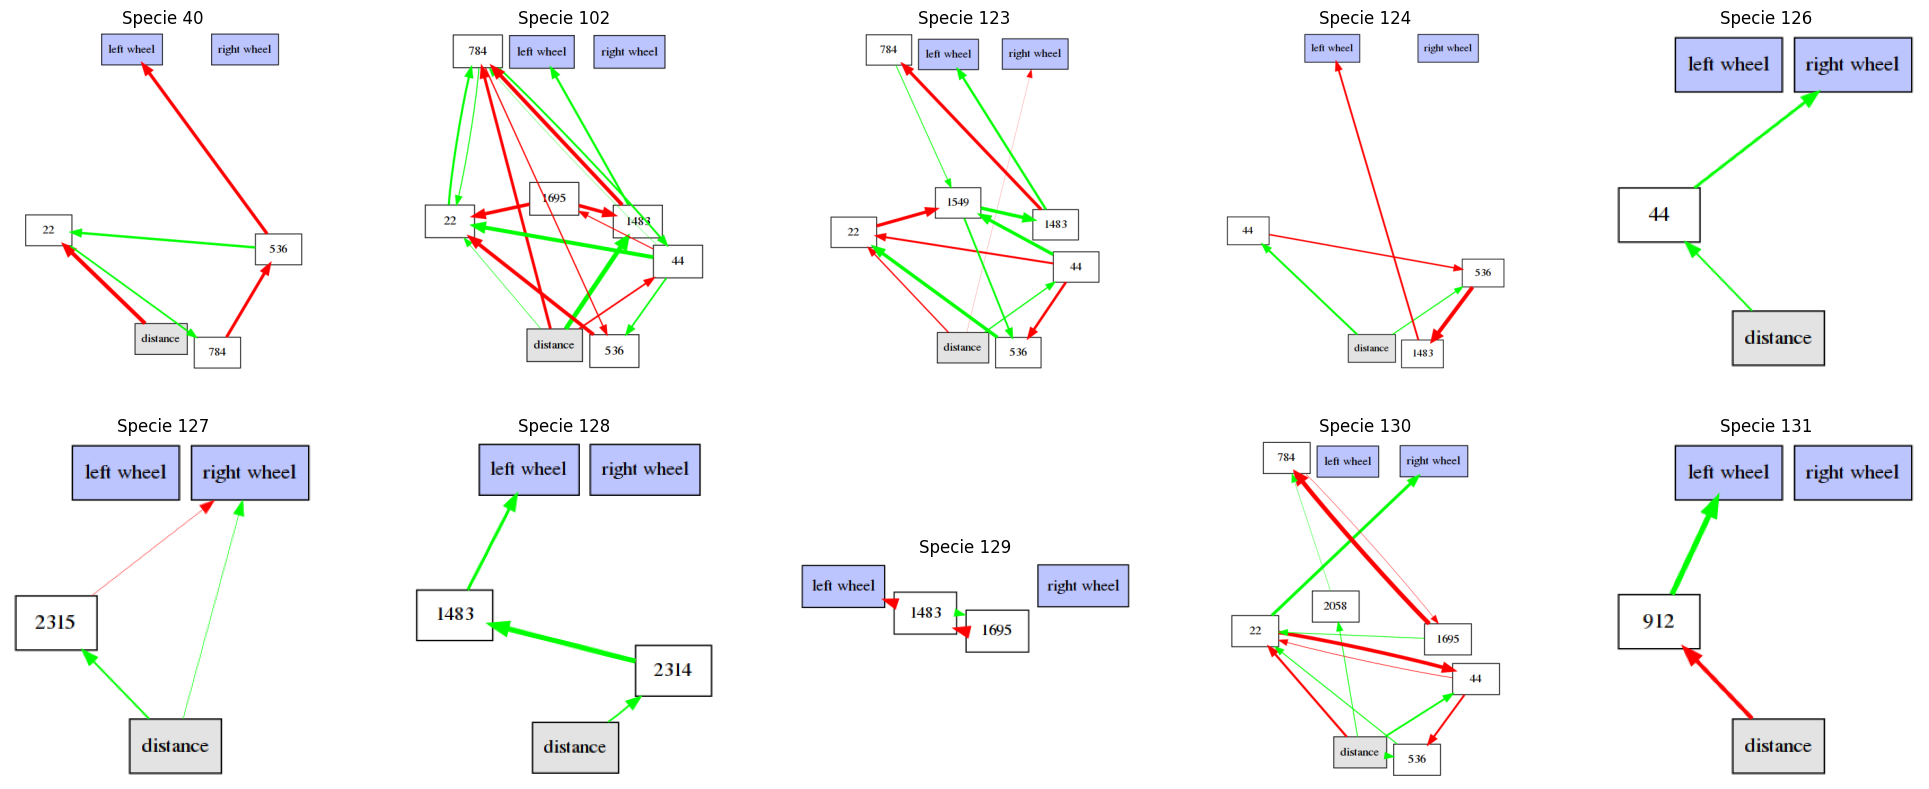 Specie 40
left wheel
right wheel
22
536
distance
784
Specie 102
784
left wheel
right wheel
1695
22
1483
44
distance
536
Specie 123
784
left wheel
right wheel
1549
22
1483
44
distance
536
Specie 124
left wheel
right wheel
44
536
distance
1483
Specie 126
left wheel
right wheel
44
distance
Specie 127
left wheel
right wheel
2315
distance
Specie 128
left wheel
right wheel
1483
2314
distance
Specie 129
left wheel
1483
1695
right wheel
Specie 130
784
left wheel
right wheel
2058
22
1695
44
distance
536
Specie 131
left wheel
right wheel
912
distance